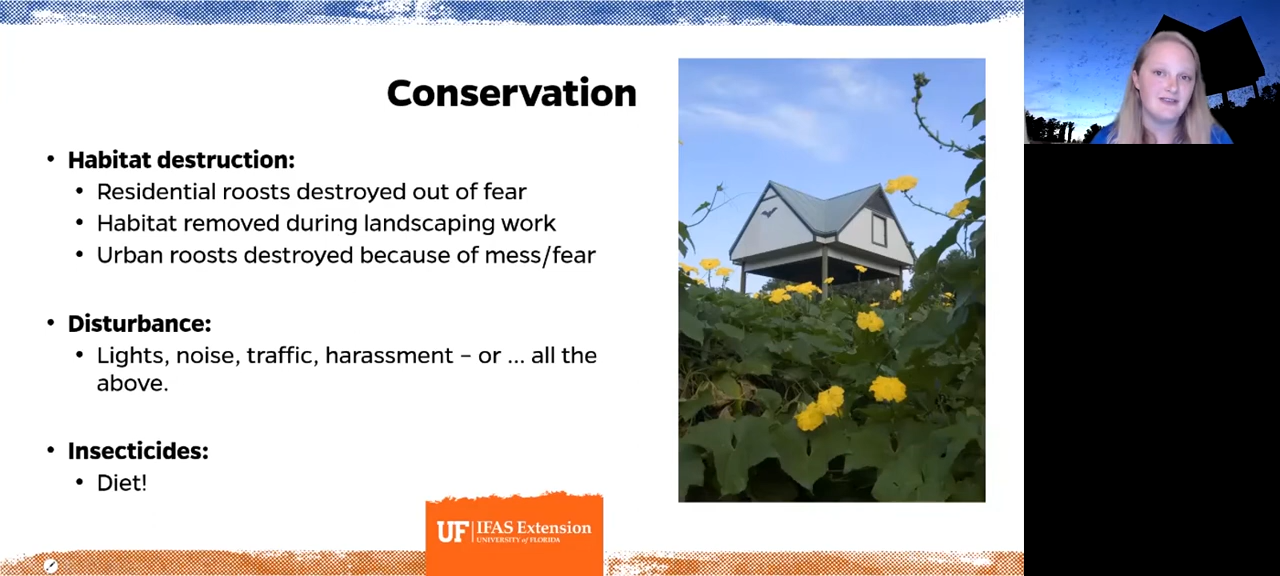 Conservation
• Habitat destruction:
• Residential roosts destroyed out of fear
• Habitat removed during landscaping work
• Urban roosts destroyed because of mess/fear
• Disturbance:
• Lights, noise, traffic, harassment – or ... all the
above.
• Insecticides:
• Diet!
UF | IFAS Extension
UNIVERSITY of FLORIDA